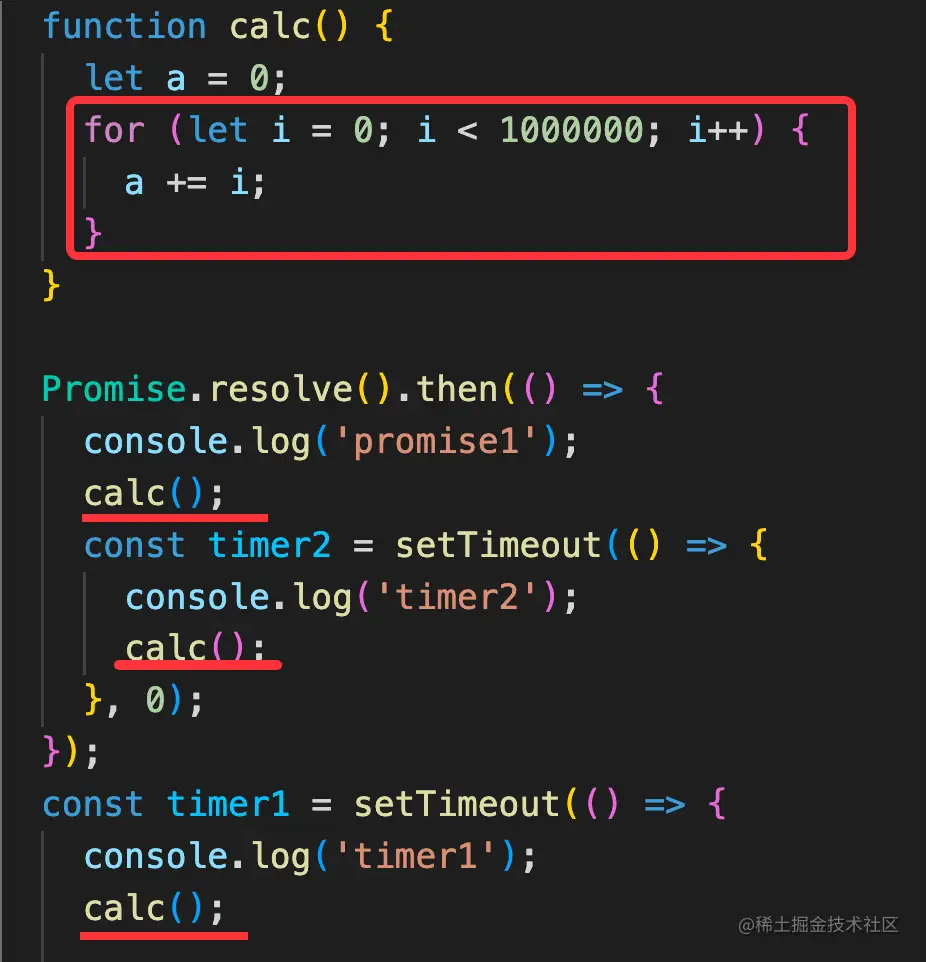 function calc() {
  let a = 0;
  for (let i = 0; i < 1000000; i++) {
    a += i;
  }
}

Promise.resolve().then(() => {
  console.log('promise1');
  calc();
  const timer2 = setTimeout(() => {
    console.log('timer2');
    calc();
  }, 0);
});
const timer1 = setTimeout(() => {
  console.log('timer1');
  calc();
@稀土掘金技术社区